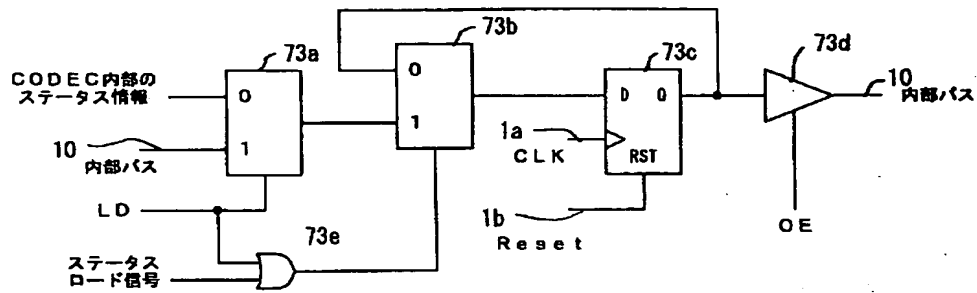 73a
73b
73c
73d
CODEC内部の
ステータス情報
0
1
0
1
D Q
RST
10
内部バス
10
内部バス
1a
CLK
LD
1b
Reset
OE
73e
ステータス
ロード信号